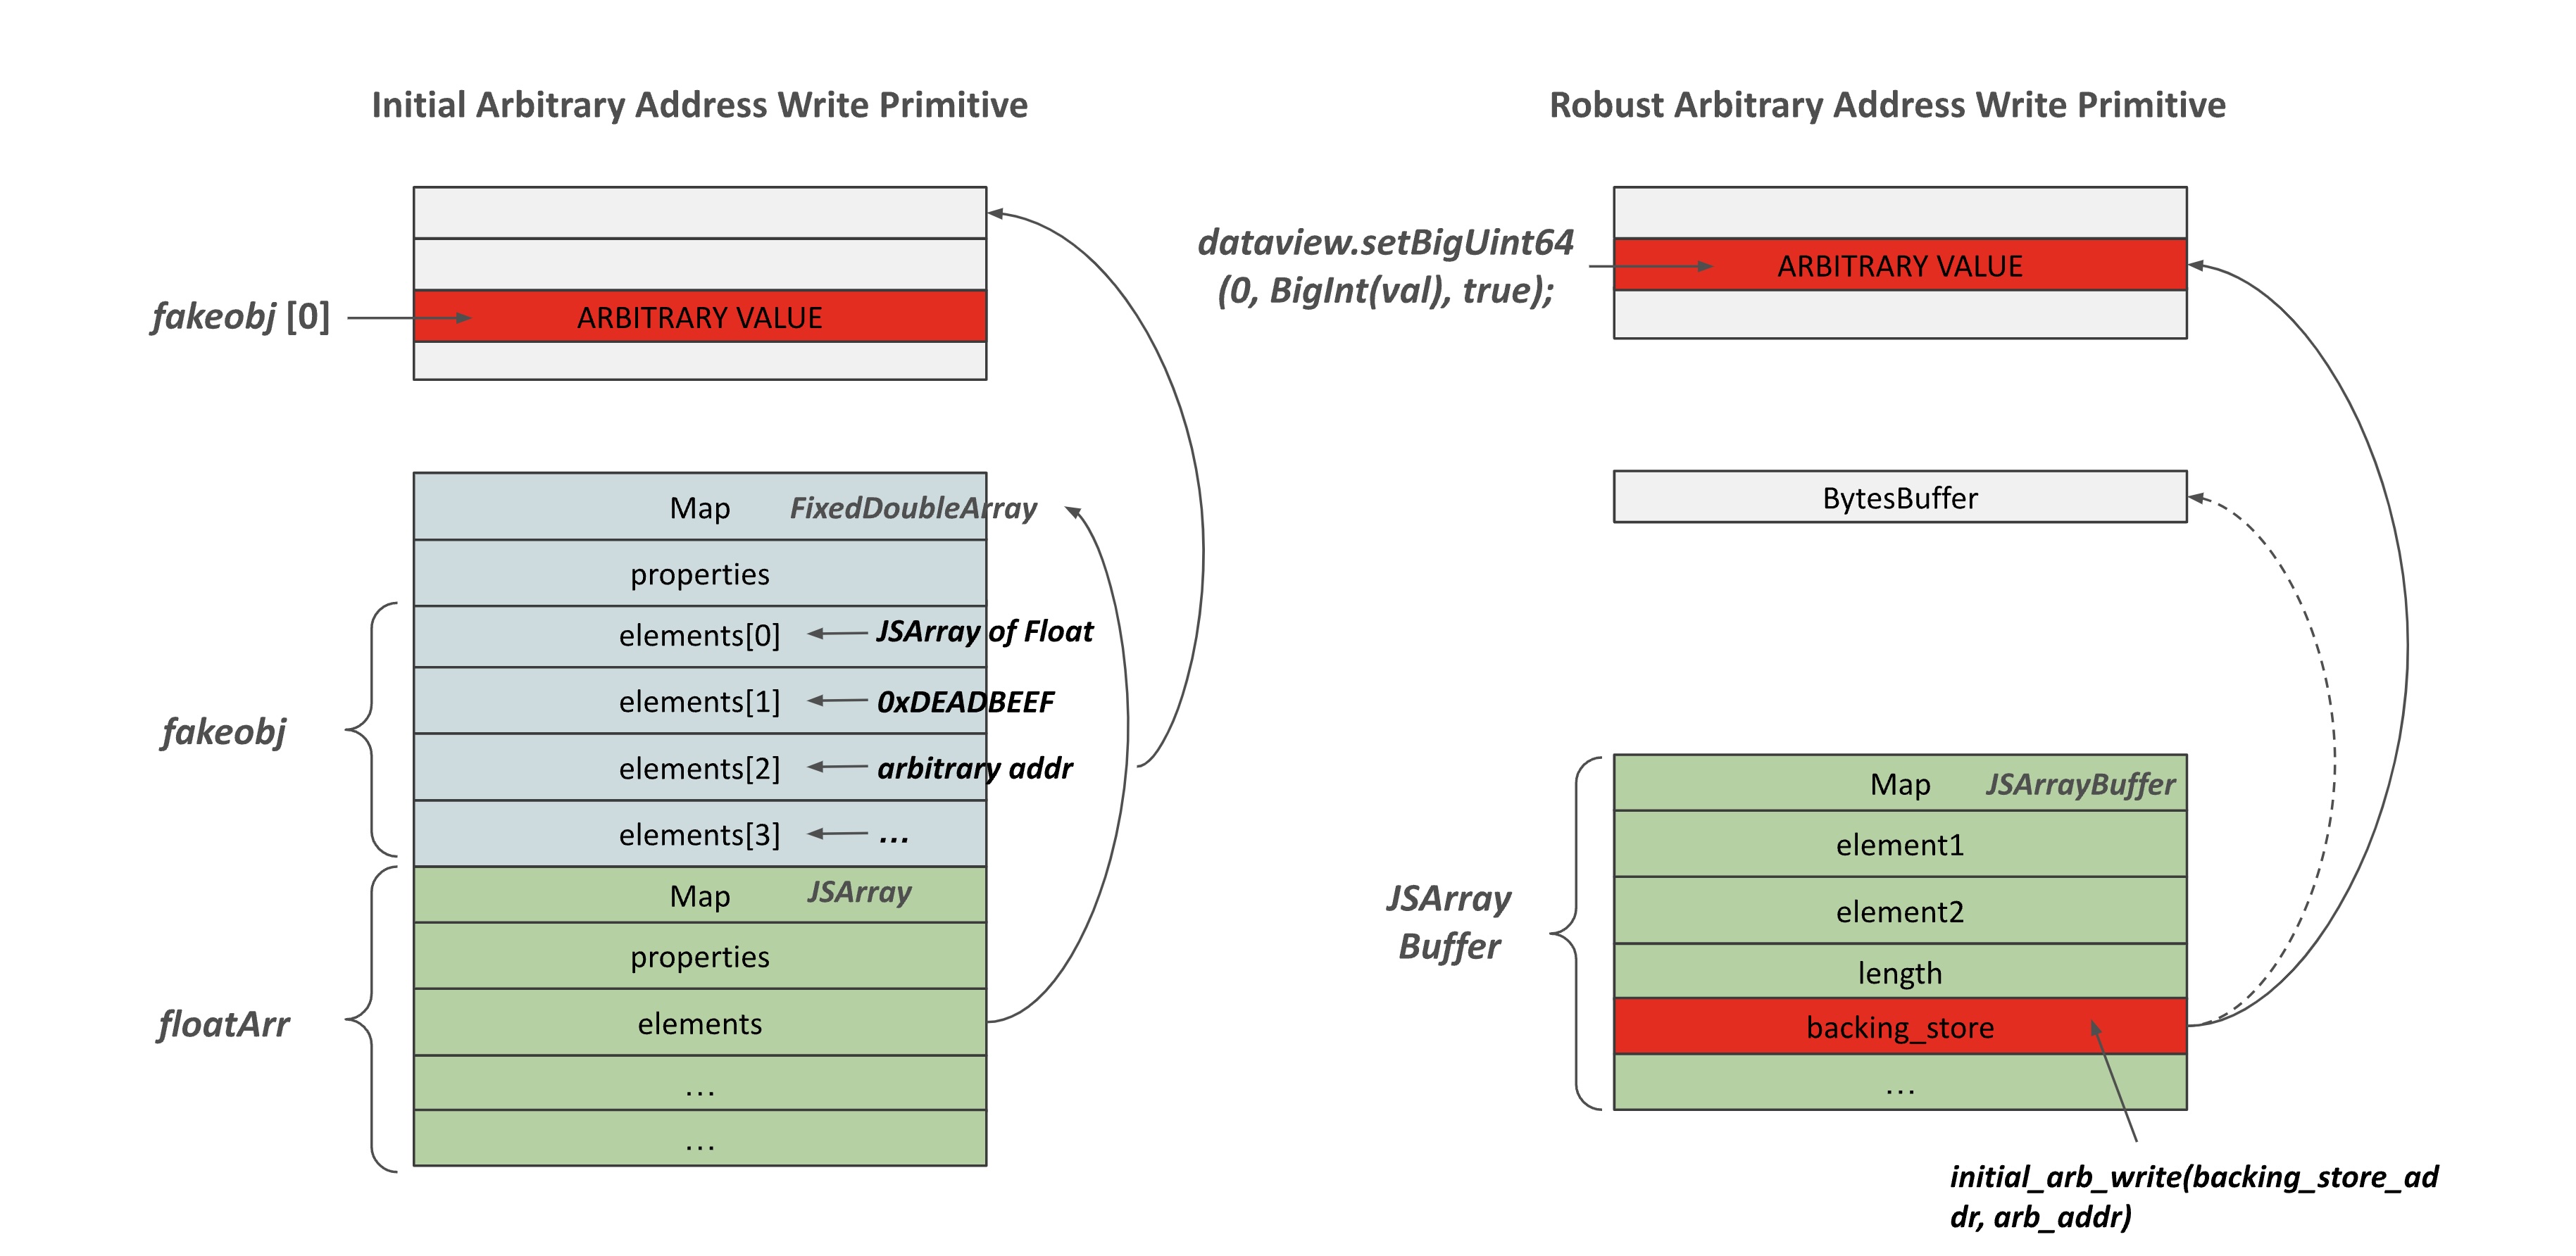 Initial Arbitrary Address Write Primitive
fakeobj [0]
ARBITRARY VALUE
Map FixedDoubleArray
properties
elements[0] JSArray of Float
elements[1] 0xDEADBEEF
elements[2] arbitrary addr
elements[3] ...
fakeobj
Map JSArray
properties
elements
...
...
floatArr
Robust Arbitrary Address Write Primitive
dataview.setBigUint64
(0, BigInt(val), true);
ARBITRARY VALUE
BytesBuffer
Map JSArrayBuffer
element1
element2
length
backing_store
...
JSArray
Buffer
initial_arb_write(backing_store_ad
dr, arb_addr)